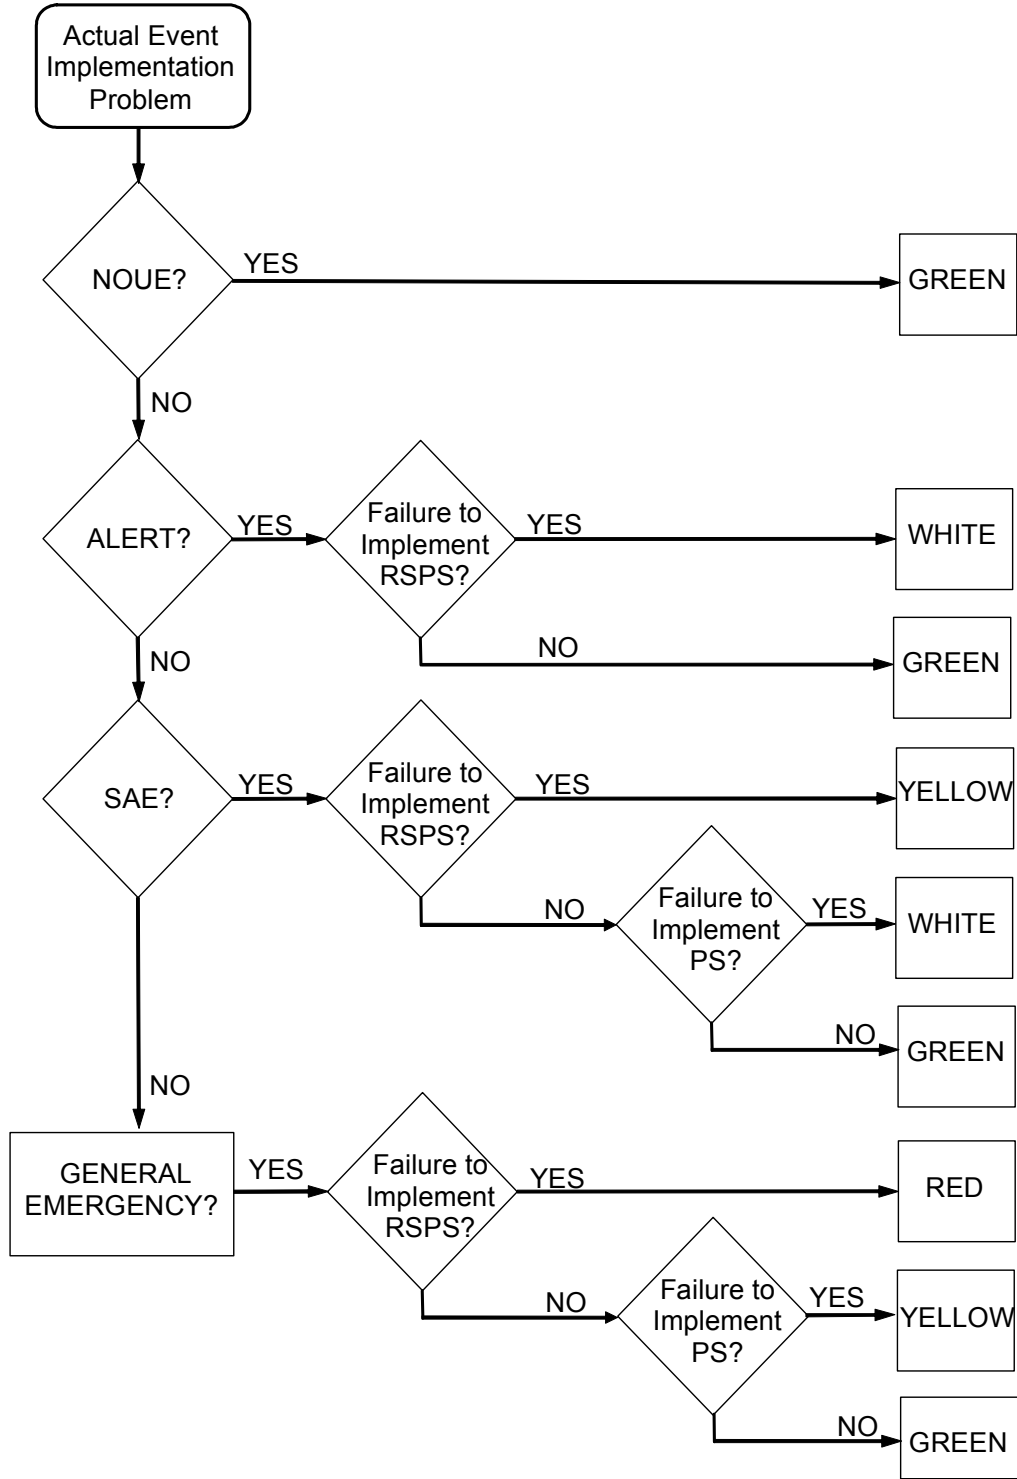 Actual Event
Implementation
Problem
NOUE?
YES
GREEN
NO
ALERT?
YES
Failure to
Implement
RSPS?
YES
WHITE
NO
GREEN
NO
SAE?
YES
Failure to
Implement
RSPS?
YES
YELLOW
NO
Failure to
Implement
PS?
YES
WHITE
NO
GREEN
NO
GENERAL
EMERGENCY?
YES
Failure to
Implement
RSPS?
YES
RED
NO
Failure to
Implement
PS?
YES
YELLOW
NO
GREEN